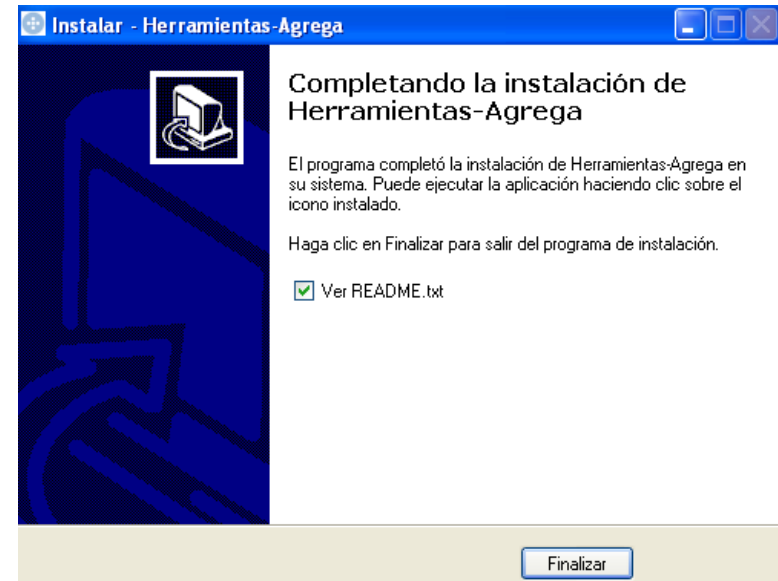 Instalar - Herramientas-Agrega
Completando la instalación de
Herramientas-Agrega
El programa completó la instalación de Herramientas-Agrega en
su sistema. Puede ejecutar la aplicación haciendo clic sobre el
icono instalado.
Haga clic en Finalizar para salir del programa de instalación.
Ver README.txt
Finalizar